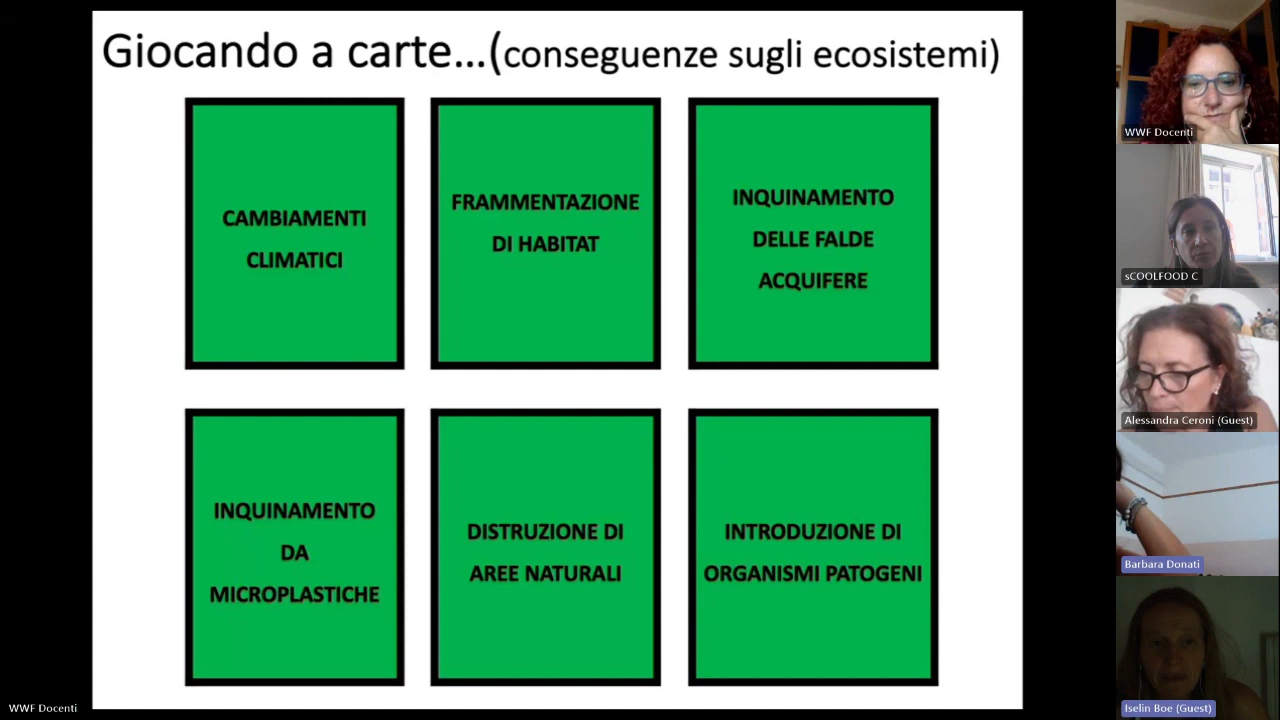 Giocando a carte...(conseguenze sugli ecosistemi)
CAMBIAMENTI
CLIMATICI
FRAMMENTAZIONE
DI HABITAT
INQUINAMENTO
DELLE FALDE
ACQUIFERE
INQUINAMENTO
DA
MICROPLASTICHE
DISTRUZIONE DI
AREE NATURALI
INTRODUZIONE DI
ORGANISMI PATOGENI
WWF Docenti
sCOOLFOOD C
Alessandra Ceroni (Guest)
Barbara Donati
Iselin Boe (Guest)
WWF Docenti